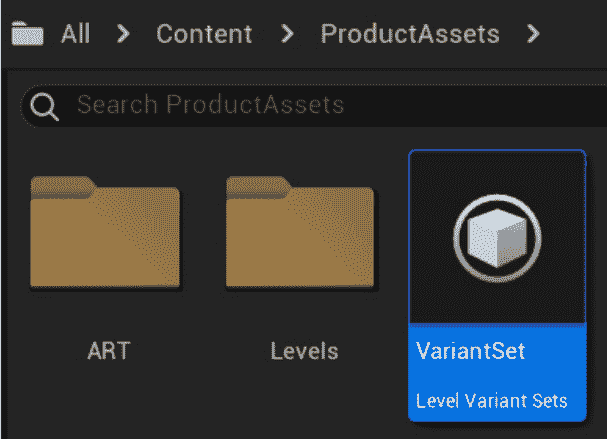 All > Content > ProductAssets >
Search ProductAssets
ART
Levels
VariantSet
Level Variant Sets